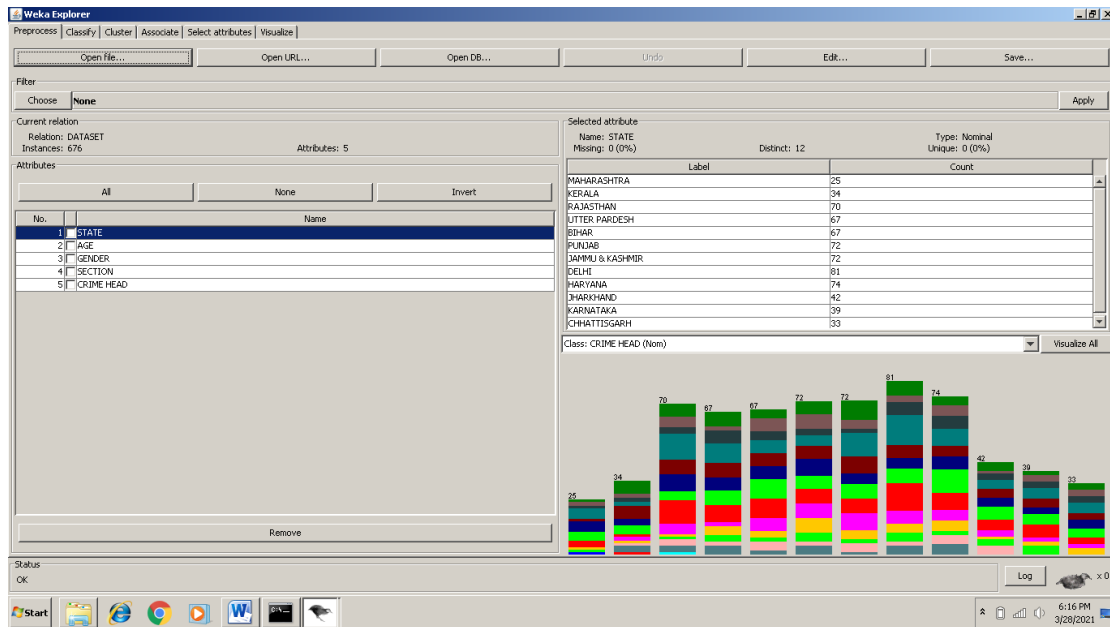 Weka Explorer
Preprocess Classify Cluster Associate Select attributes Visualize
Open file... Open URL... Open DB... Undo Edit... Save...
Filter
Choose None Apply
Current relation
Relation: DATASET
Instances: 676 Attributes: 5
Attributes
All None Invert
No. Name
1 STATE
2 AGE
3 GENDER
4 SECTION
5 CRIME HEAD
Remove
Selected attribute
Name: STATE Type: Nominal
Missing: 0 (0%) Distinct: 12 Unique: 0 (0%)
Label Count
MAHARASHTRA 25
KERALA 34
RAJASTHAN 70
UTTER PARDESH 67
BIHAR 67
PUNJAB 72
JAMMU & KASHMIR 72
DELHI 81
HARYANA 74
JHARKHAND 42
KARNATAKA 39
CHHATTISGARH 33
Class: CRIME HEAD (Nom) Visualize All
25 34 70 67 67 72 72 81 74 42 39 33
Status
OK Log x 0
Start 6:16 PM
3/28/2021